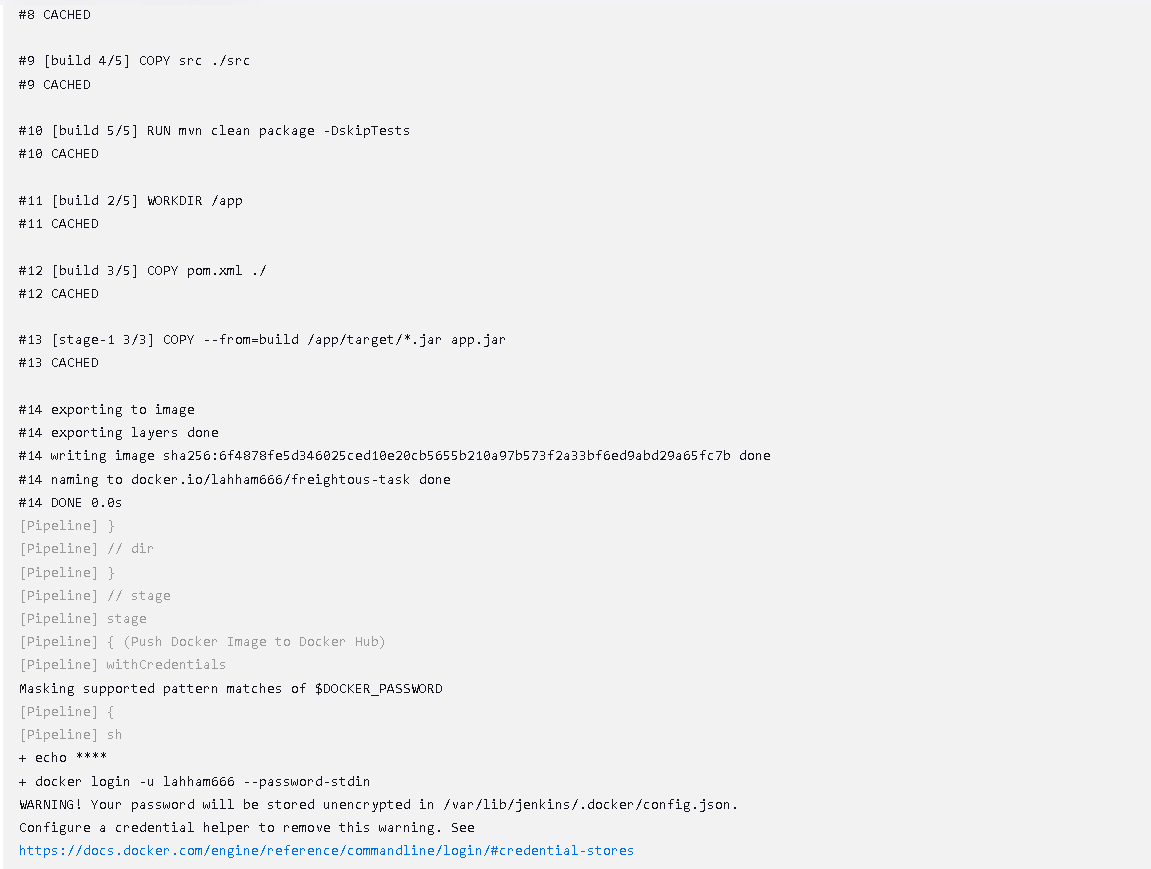 #8 CACHED
#9 [build 4/5] COPY src ./src
#9 CACHED
#10 [build 5/5] RUN mvn clean package -DskipTests
#10 CACHED
#11 [build 2/5] WORKDIR /app
#11 CACHED
#12 [build 3/5] COPY pom.xml ./
#12 CACHED
#13 [stage-1 3/3] COPY --from=build /app/target/*.jar app.jar
#13 CACHED
#14 exporting to image
#14 exporting layers done
#14 writing image sha256:6f4878fe5d346025ced10e20cb5655b210a97b573f2a33bf6ed9abd29a65fc7b done
#14 naming to docker.io/lahham666/freightous-task done
#14 DONE 0.0s
[Pipeline] }
[Pipeline] // dir
[Pipeline] }
[Pipeline] // stage
[Pipeline] stage
[Pipeline] { (Push Docker Image to Docker Hub)
[Pipeline] withCredentials
Masking supported pattern matches of $DOCKER_PASSWORD
[Pipeline] {
[Pipeline] sh
+ echo ****
+ docker login -u lahham666 --password-stdin
WARNING! Your password will be stored unencrypted in /var/lib/jenkins/.docker/config.json.
Configure a credential helper to remove this warning. See
https://docs.docker.com/engine/reference/commandline/login/#credential-stores